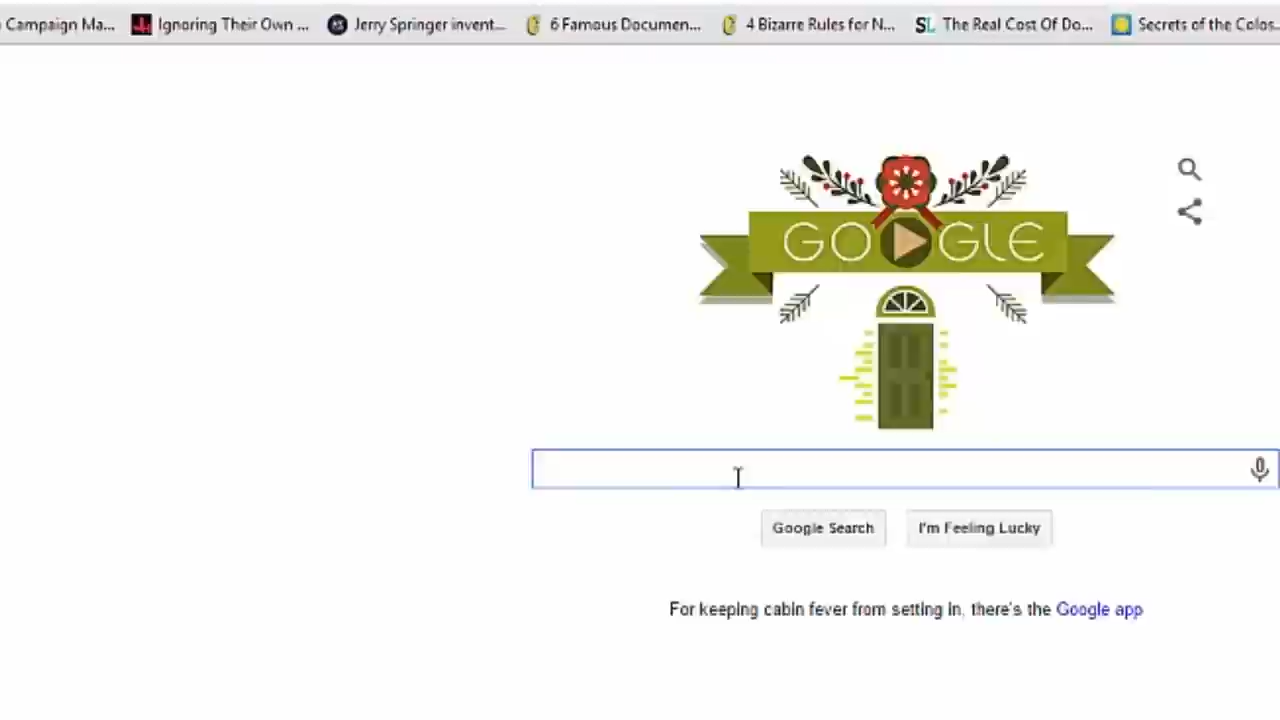 Campaign Ma... Ignoring Their Own ... Jerry Springer invent... 6 Famous Documen... 4 Bizarre Rules for N... SL The Real Cost Of Do... Secrets of the Colos...
GOOGLE
Google Search I'm Feeling Lucky
For keeping cabin fever from setting in, there's the Google app